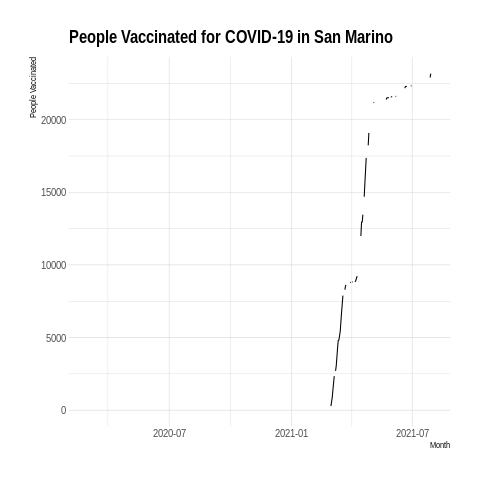 People Vaccinated for COVID-19 in San Marino
People Vaccinated
20000
15000
10000
5000
0
2020-07 2021-01 2021-07
Month